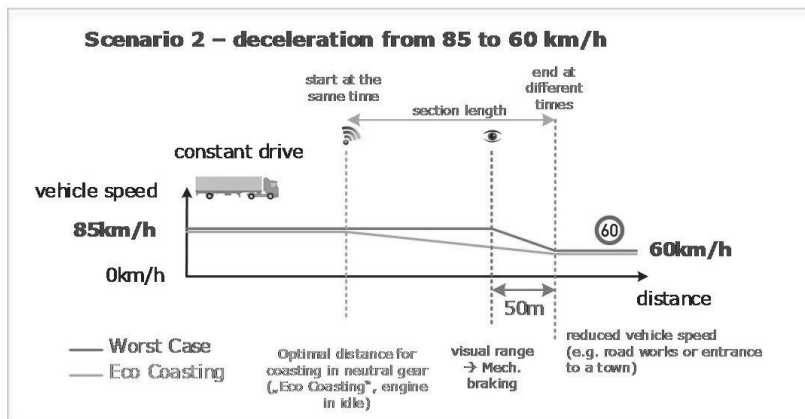 Scenario 2 – deceleration from 85 to 60 km/h
start at the
same time
end at
different
times
section length
constant drive
vehicle speed
85km/h
60
60km/h
0km/h
distance
50m
Worst Case
Eco Coasting
Optimal distance for
coasting in neutral gear
(„Eco Coasting“, engine
in idle)
visual range
→ Mech.
braking
reduced vehicle speed
(e.g. road works or entrance
to a town)